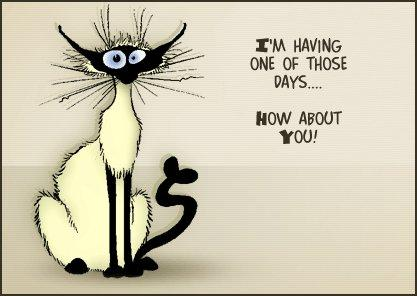 I'M HAVING
ONE OF THOSE
DAYS....
HOW ABOUT
YOU!